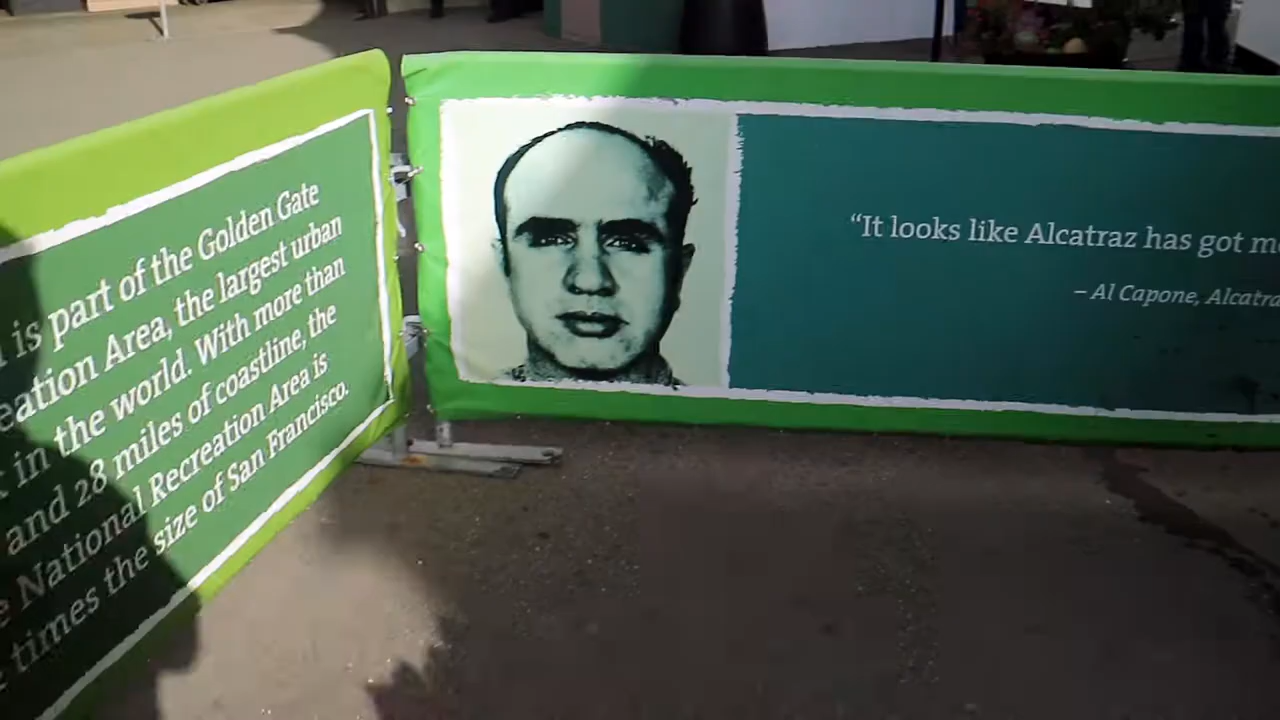 is part of the Golden Gate
Area, the largest urban
in the world. With more than
and 28 miles of coastline, the
National Recreation Area is
times the size of San Francisco.
“It looks like Alcatraz has got
– Al Capone,